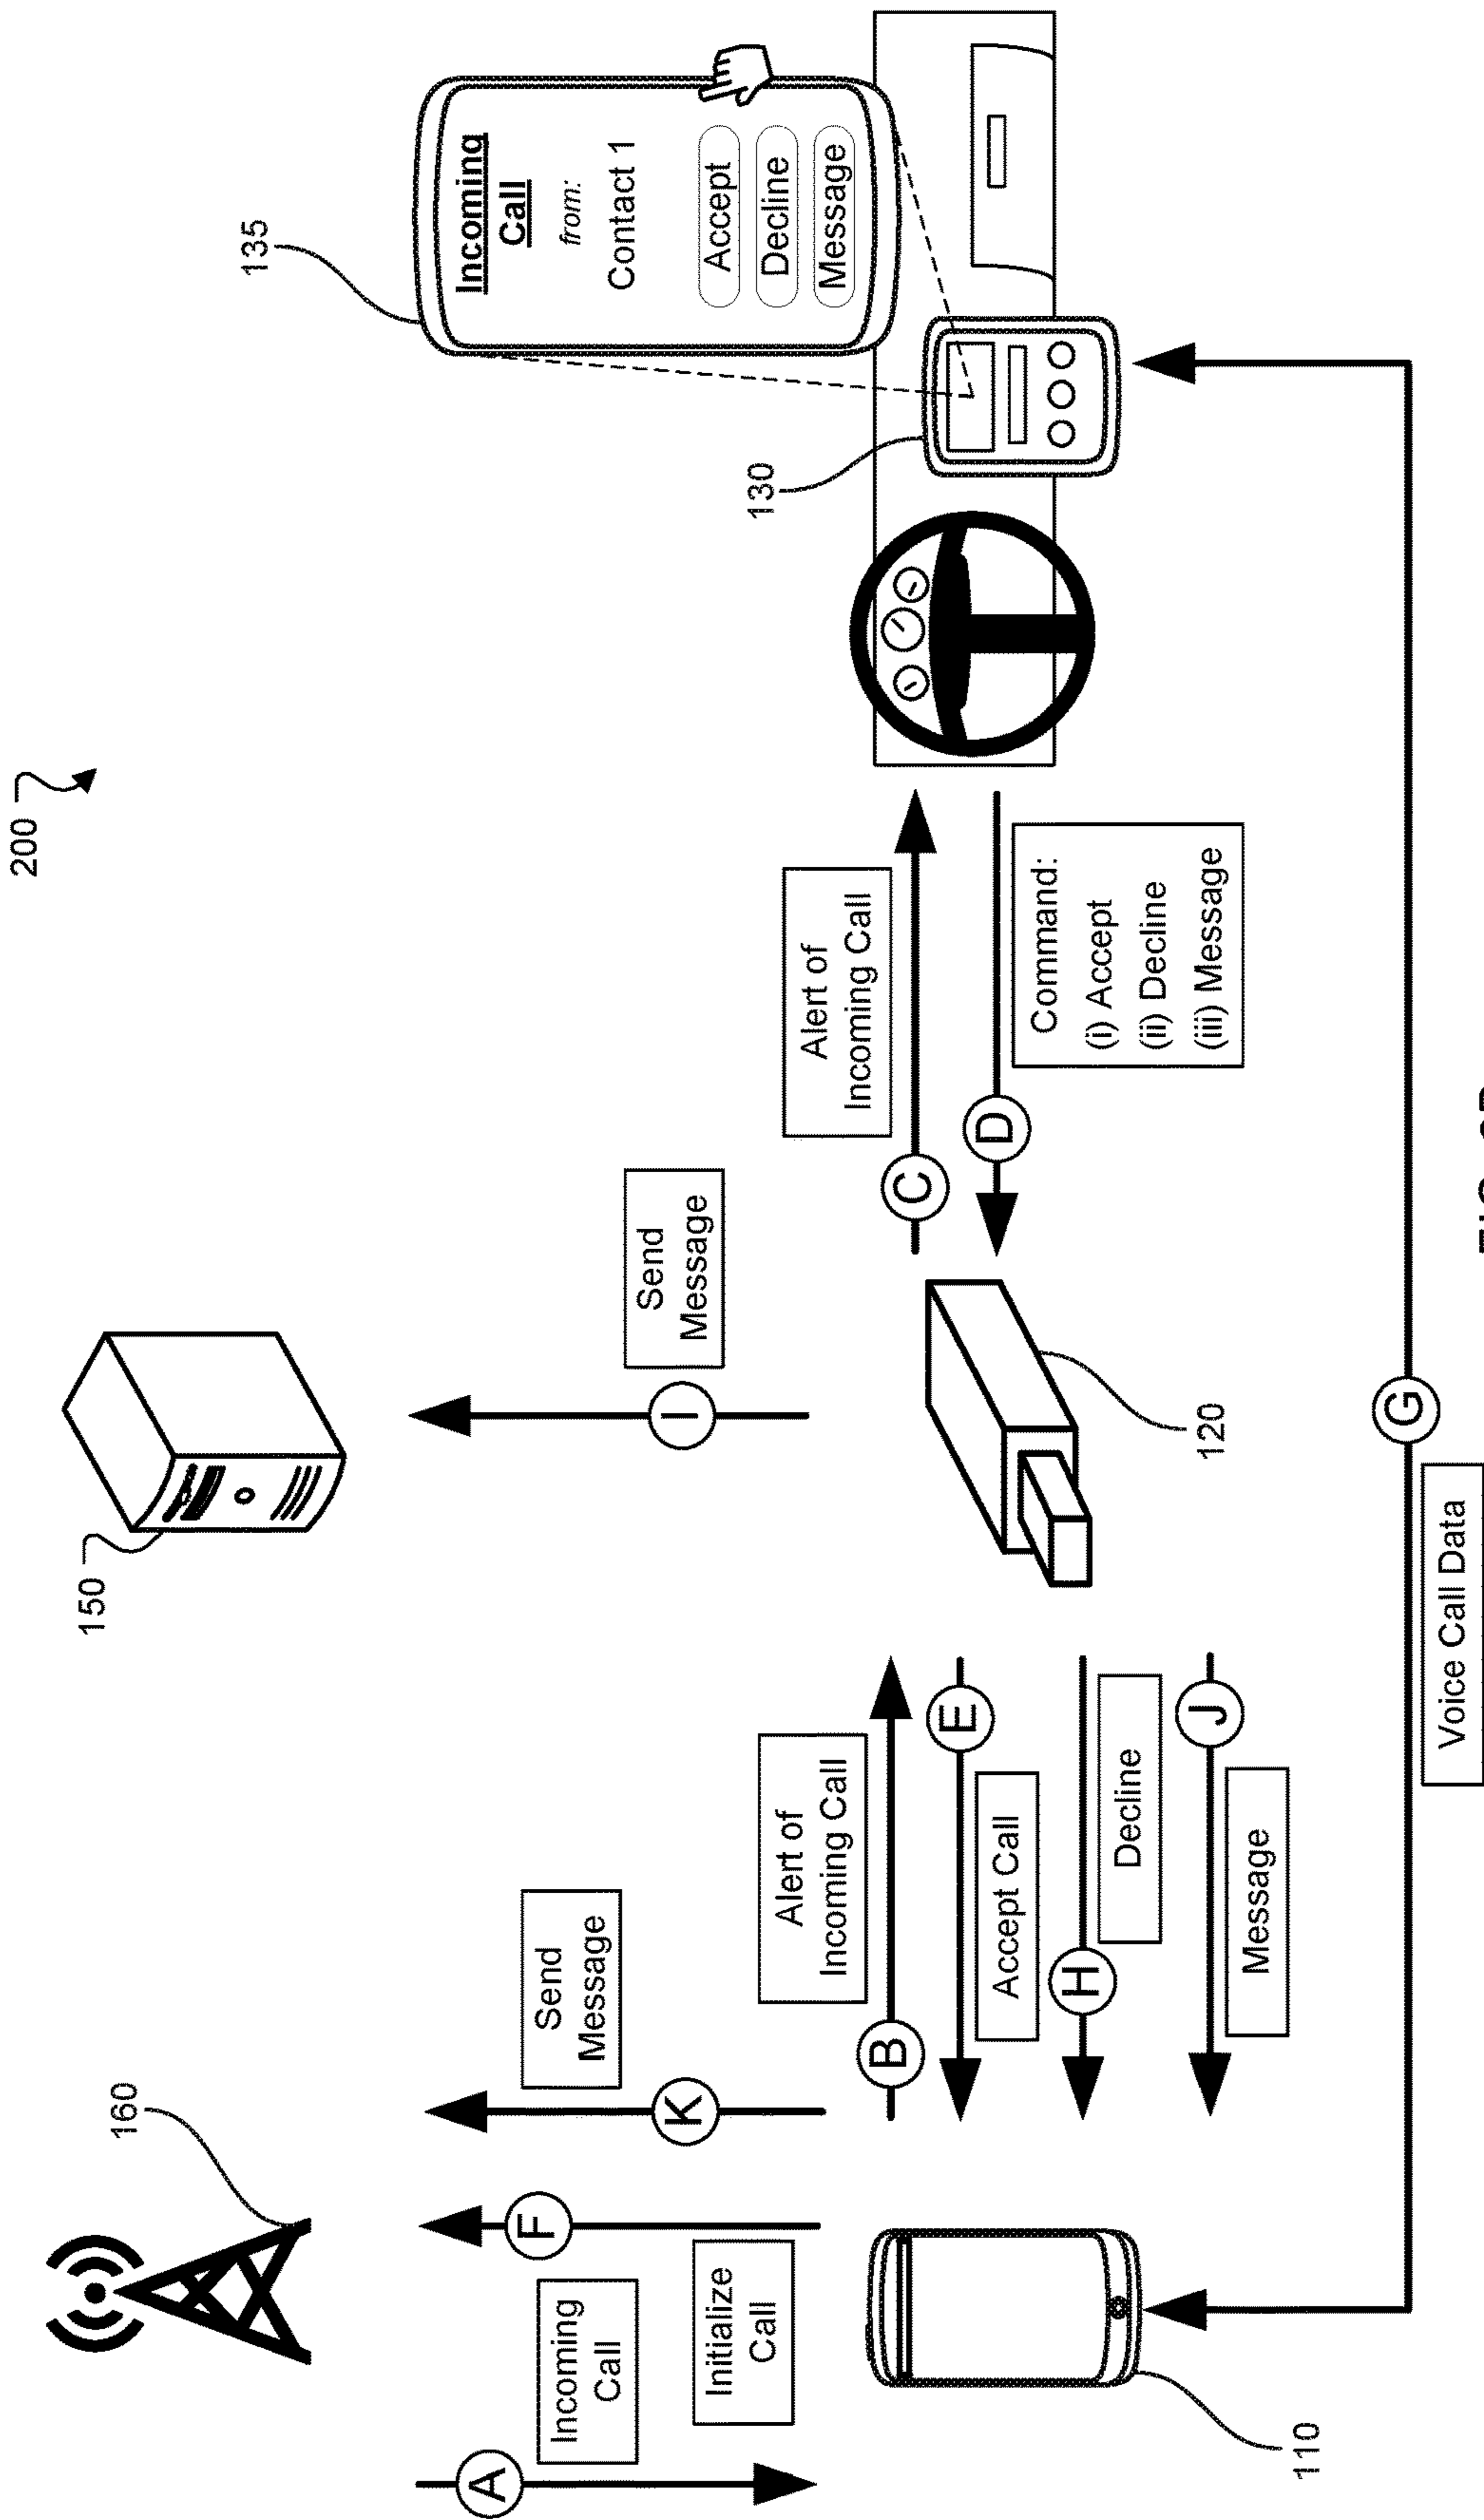 200
160
150
135
Incoming
Call
from:
Contact 1
Accept
Decline
Message
A
Incoming
Call
F
Initialize
Call
K
Send
Message
I
Send
Message
B
Alert of
Incoming Call
E
Accept Call
H
Decline
J
Message
C
Alert of
Incoming Call
D
Command:
(i) Accept
(ii) Decline
(iii) Message
130
110
120
G
Voice Call Data